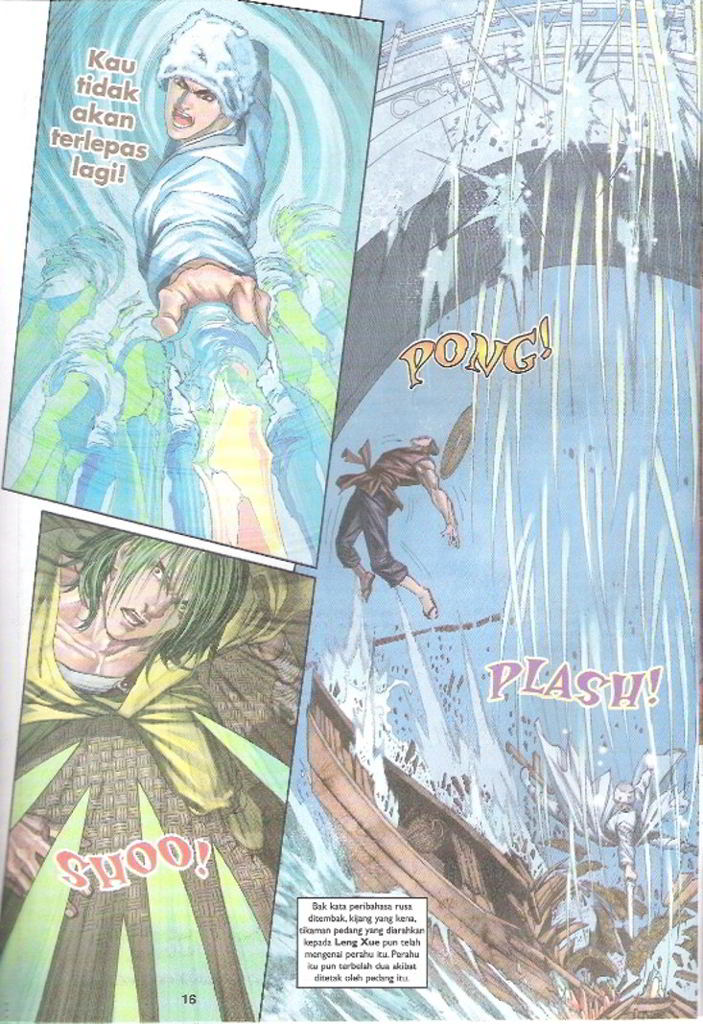 Kau
tidak
akan
terlepas
lagi!
PONG!
PLASH!
SHOO!
Bak kata peribahasa rusa
ditembak, kijang yang kena,
tikaman pedang yang diarahkan
kepada Leng Xue pun telah
mengenai perahu itu. Perahu
itu pun terbelah dua akibat
ditetak oleh pedang itu.
16